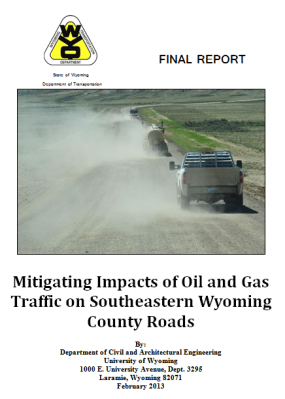 WYO
DEPARTMENT
State of Wyoming
Department of Transportation
FINAL REPORT
Mitigating Impacts of Oil and Gas
Traffic on Southeastern Wyoming
County Roads
By:
Department of Civil and Architectural Engineering
University of Wyoming
1000 E. University Avenue, Dept. 3295
Laramie, Wyoming 82071
February 2013